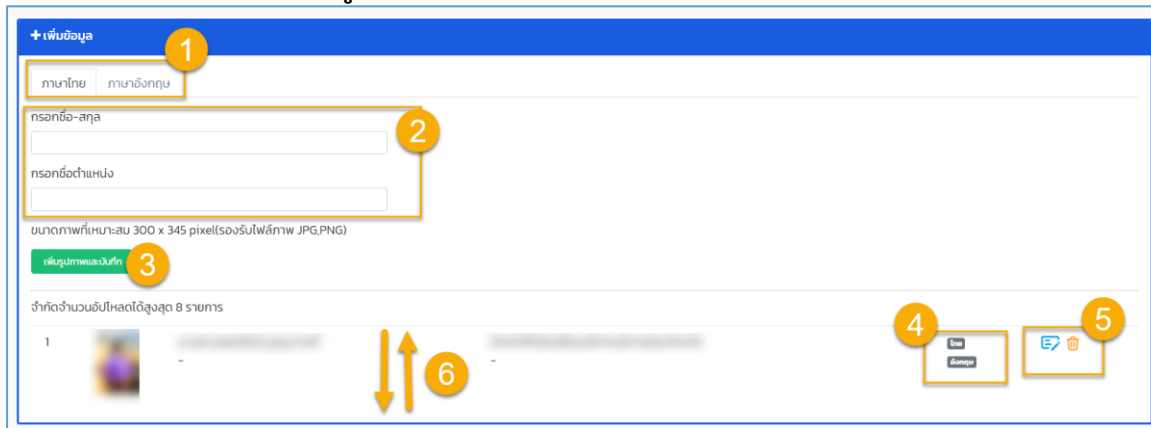 + เพิ่มข้อมูล
1
ภาษาไทย ภาษาอังกฤษ
กรอกชื่อ-สกุล
2
กรอกชื่อตำแหน่ง
ขนาดภาพที่เหมาะสม 300 x 345 pixel(รองรับไฟล์ภาพ JPG,PNG)
เพิ่มรูปภาพและบันทึก 3
จำกัดจำนวนอัปโหลดได้สูงสุด 8 รายการ
4 5
1 ไทย
- - อังกฤษ
6